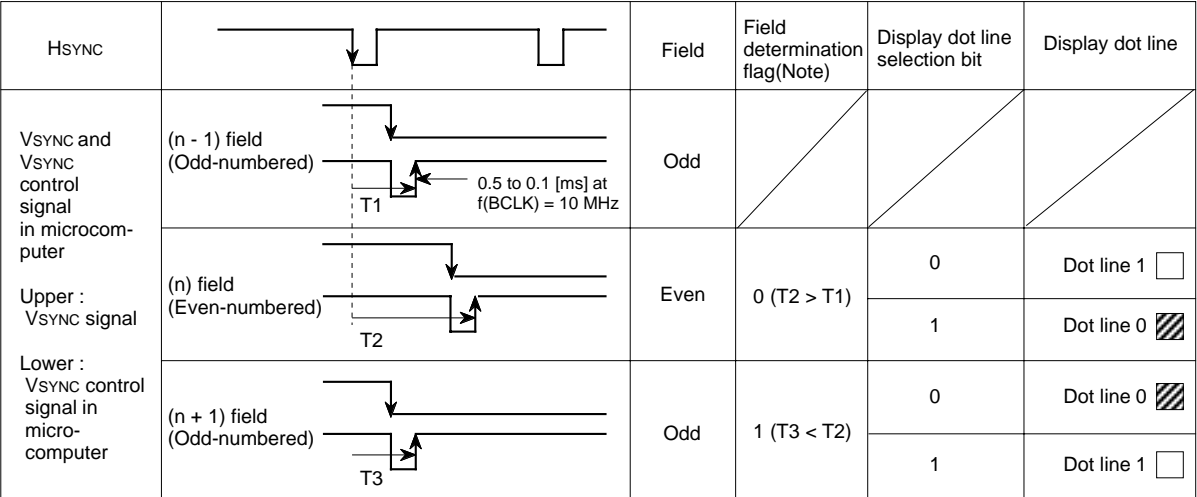 HSYNC
Field
Field
determination
flag(Note)
Display dot line
selection bit
Display dot line
VSYNC and
VSYNC
control
signal
in microcom-
puter
Upper :
VSYNC signal
Lower :
VSYNC control
signal in
micro-
computer
(n - 1) field
(Odd-numbered)
T1
0.5 to 0.1 [ms] at
f(BCLK) = 10 MHz
Odd
(n) field
(Even-numbered)
T2
Even
0 (T2 > T1)
0
Dot line 1
1
Dot line 0
(n + 1) field
(Odd-numbered)
T3
Odd
1 (T3 < T2)
0
Dot line 0
1
Dot line 1